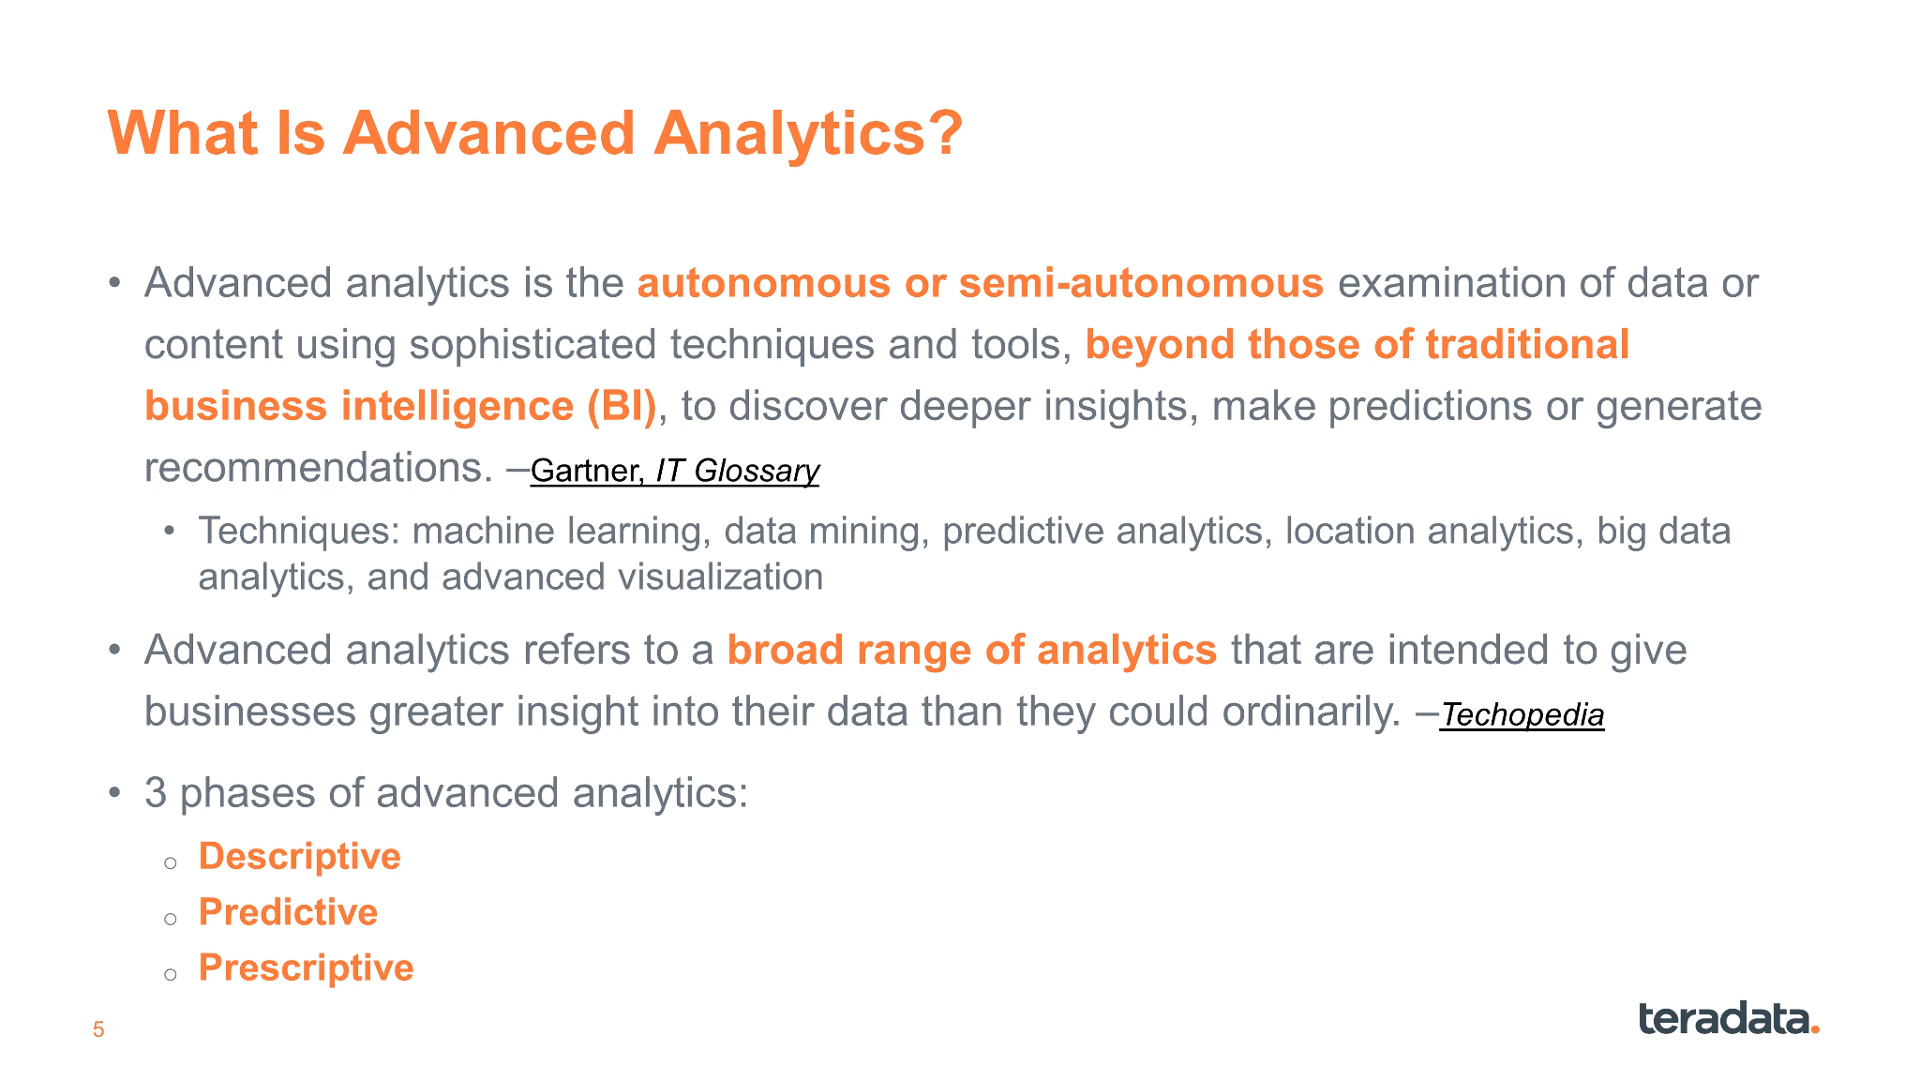 What Is Advanced Analytics?
• Advanced analytics is the autonomous or semi-autonomous examination of data or
content using sophisticated techniques and tools, beyond those of traditional
business intelligence (BI), to discover deeper insights, make predictions or generate
recommendations. –Gartner, IT Glossary
• Techniques: machine learning, data mining, predictive analytics, location analytics, big data
analytics, and advanced visualization
• Advanced analytics refers to a broad range of analytics that are intended to give
businesses greater insight into their data than they could ordinarily. –Techopedia
• 3 phases of advanced analytics:
○ Descriptive
○ Predictive
○ Prescriptive
5
teradata.